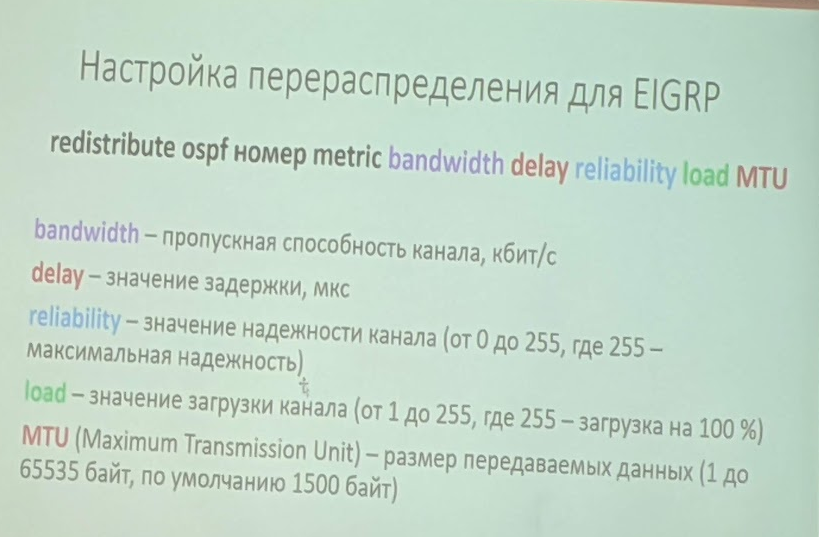 Настройка перераспределения для EIGRP
redistribute ospf номер metric bandwidth delay reliability load MTU
bandwidth – пропускная способность канала, кбит/с
delay – значение задержки, мкс
reliability – значение надежности канала (от 0 до 255, где 255 –
максимальная надежность)
load – значение загрузки канала (от 1 до 255, где 255 – загрузка на 100 %)
MTU (Maximum Transmission Unit) – размер передаваемых данных (1 до
65535 байт, по умолчанию 1500 байт)